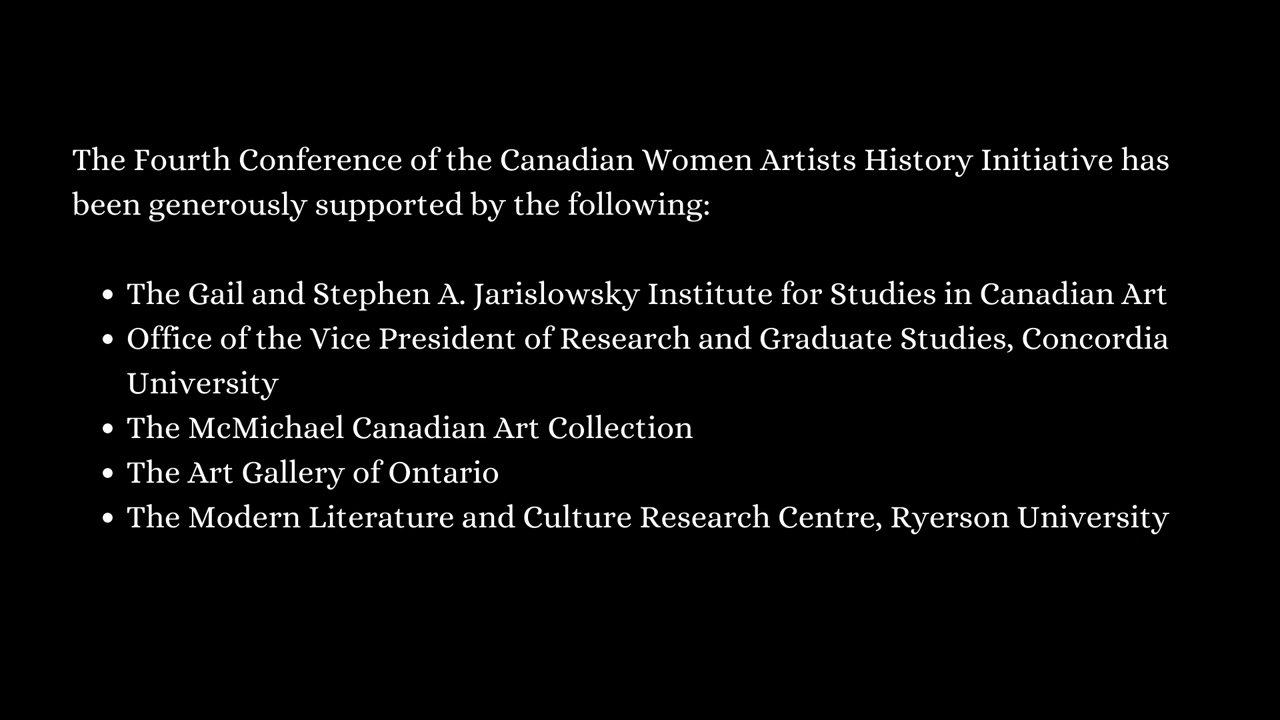 The Fourth Conference of the Canadian Women Artists History Initiative has
been generously supported by the following:
• The Gail and Stephen A. Jarislowsky Institute for Studies in Canadian Art
• Office of the Vice President of Research and Graduate Studies, Concordia
University
• The McMichael Canadian Art Collection
• The Art Gallery of Ontario
• The Modern Literature and Culture Research Centre, Ryerson University